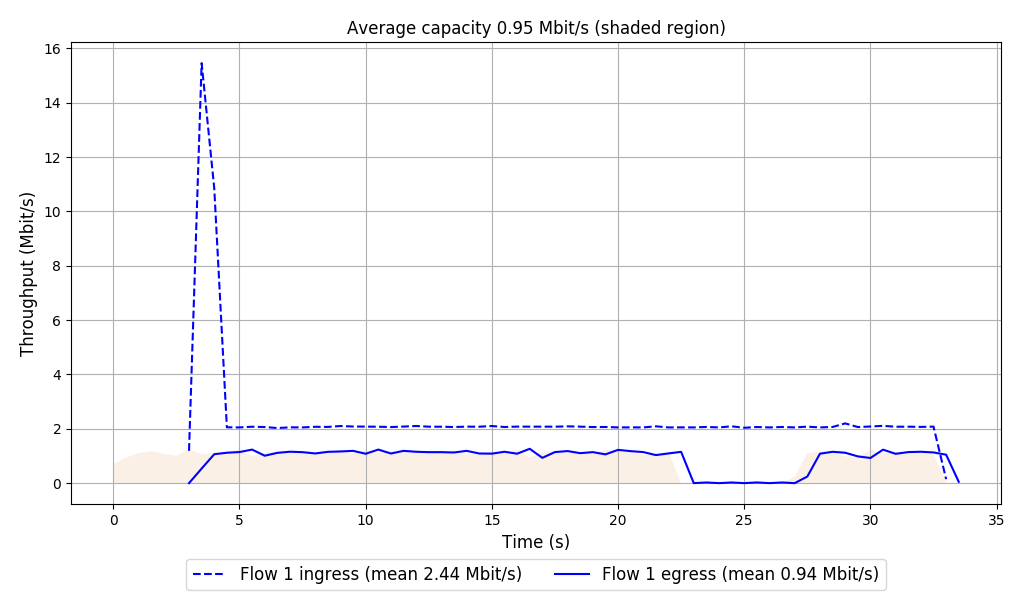 Average capacity 0.95 Mbit/s (shaded region)
Throughput (Mbit/s)
16
14
12
10
8
6
4
2
0
0 5 10 15 20 25 30 35
Time (s)
Flow 1 ingress (mean 2.44 Mbit/s) Flow 1 egress (mean 0.94 Mbit/s)